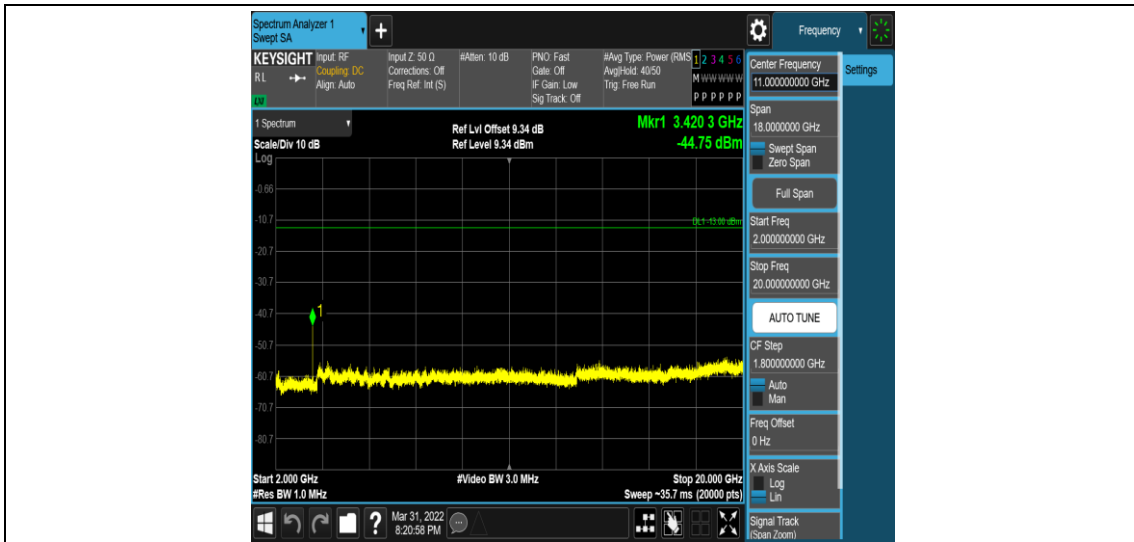 Spectrum Analyzer 1
Swept SA
+
Frequency
KEYSIGHT
RL
LXI
Input: RF
Coupling: DC
Align: Auto
Input Z: 50 Ω
Corrections: Off
Freq Ref: Int (S)
#Atten: 10 dB
PNO: Fast
Gate: Off
IF Gain: Low
Sig Track: Off
#Avg Type: Power (RMS
Avg|Hold: 40/50
Trig: Free Run
1 2 3 4 5 6
M W W W W W
P P P P P P
1 Spectrum
Scale/Div 10 dB
Ref Lvl Offset 9.34 dB
Ref Level 9.34 dBm
Mkr1 3.420 3 GHz
-44.75 dBm
Log
-0.66
-10.7
DL1 -13.00 dBm
-20.7
-30.7
-40.7
1
-50.7
-60.7
-70.7
-80.7
Start 2.000 GHz
#Video BW 3.0 MHz
Stop 20.000 GHz
#Res BW 1.0 MHz
Sweep ~35.7 ms (20000 pts)
?
Mar 31, 2022
8:20:58 PM
Center Frequency
11.000000000 GHz
Settings
Span
18.0000000 GHz
Swept Span
Zero Span
Full Span
Start Freq
2.000000000 GHz
Stop Freq
20.000000000 GHz
AUTO TUNE
CF Step
1.800000000 GHz
Auto
Man
Freq Offset
0 Hz
X Axis Scale
Log
Lin
Signal Track
(Span Zoom)